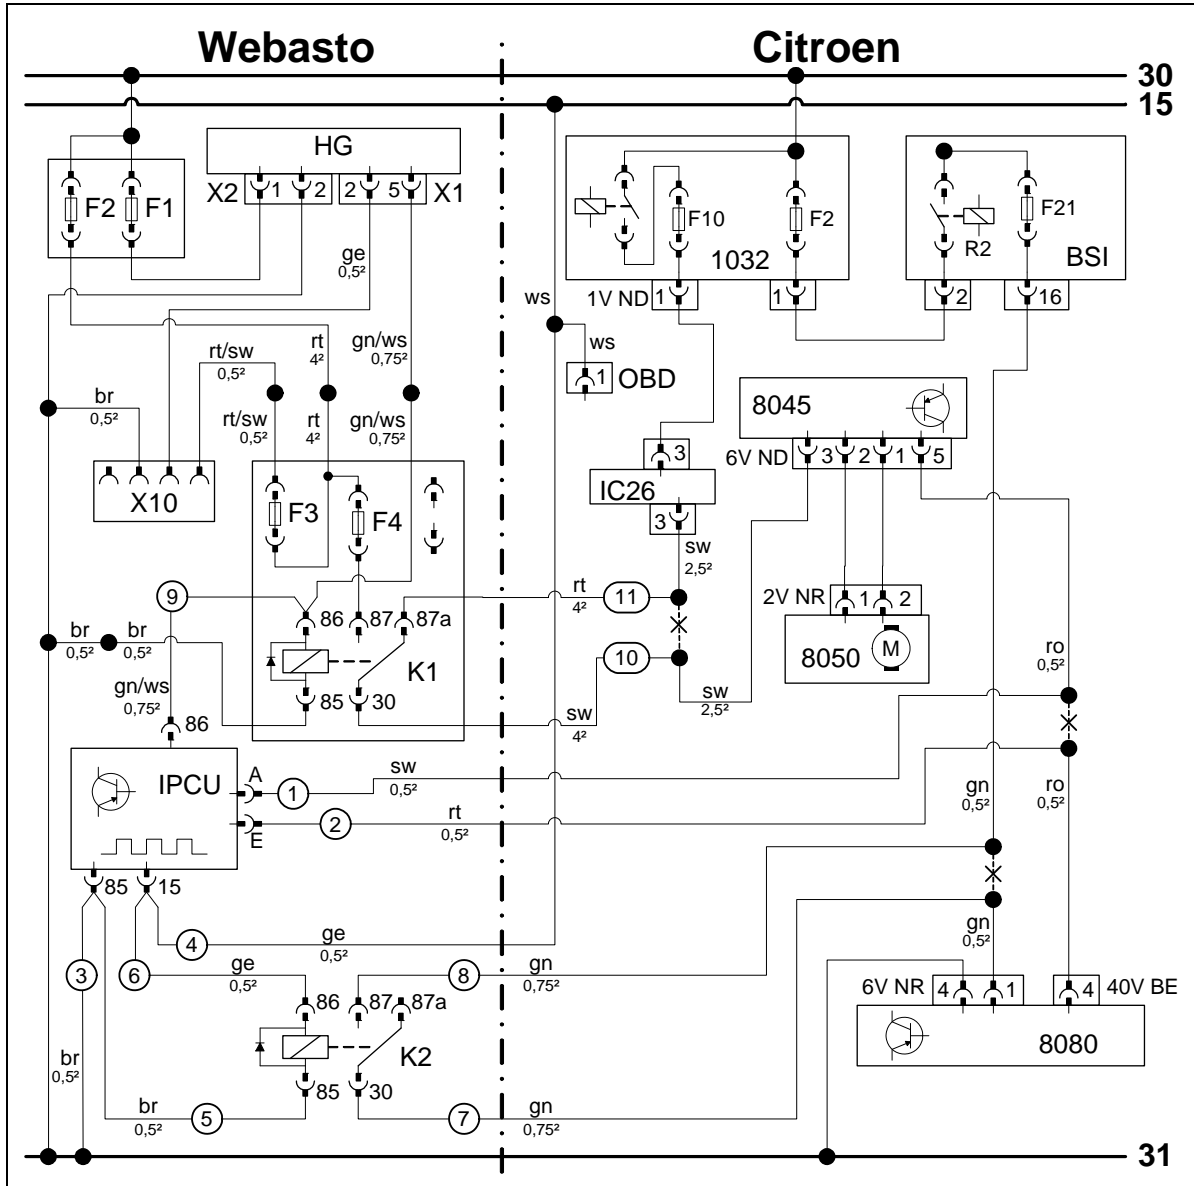 Webasto
Citroen
30
15
HG
X2 1 2 2 5 X1
F2 F1
ge
0,5²
F10
F2
1032
R2
F21
BSI
1V ND 1
1
2
16
ws
ws
1 OBD
rt/sw
0,5²
rt
4²
gn/ws
0,75²
br
0,5²
rt/sw
0,5²
rt
4²
gn/ws
0,75²
8045
6V ND 3 2 1 5
X10
F3
F4
3
IC26
3
sw
2,5²
9
86 87 87a
rt
4²
11
2V NR 1 2
8050
M
br
0,5²
br
0,5²
K1
10
ro
0,5²
gn/ws
0,75²
85 30
sw
4²
sw
2,5²
86
IPCU
A
1
sw
0,5²
E
2
rt
0,5²
gn
0,5²
ro
0,5²
85 15
4
ge
0,5²
gn
0,5²
3
6
ge
0,5²
8
gn
0,75²
86 87 87a
6V NR 4 1
4 40V BE
K2
8080
br
0,5²
85 30
br
0,5²
5
7
gn
0,75²
31